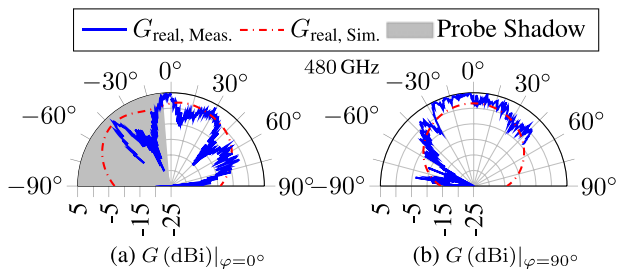 G_real, Meas. G_real, Sim. Probe Shadow
480 GHz
−90° −60° −30° 0° 30° 60° 90°
5 -5 -15 -25
−90° −60° −30° 0° 30° 60° 90°
5 -5 -15 -25
(a) G (dBi)|φ=0° (b) G (dBi)|φ=90°